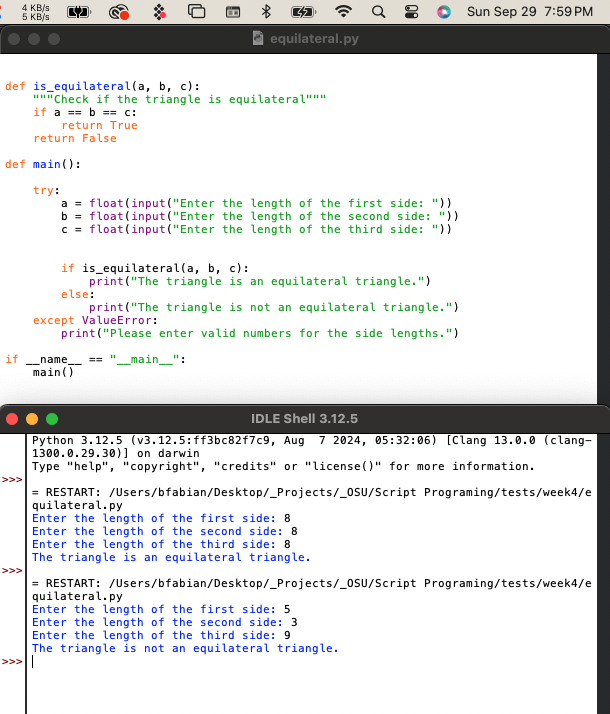 4 KB/s
5 KB/s
Sun Sep 29 7:59 PM
equilateral.py
def is_equilateral(a, b, c):
    """Check if the triangle is equilateral"""
    if a == b == c:
        return True
    return False
def main():
    try:
        a = float(input("Enter the length of the first side: "))
        b = float(input("Enter the length of the second side: "))
        c = float(input("Enter the length of the third side: "))
        if is_equilateral(a, b, c):
            print("The triangle is an equilateral triangle.")
        else:
            print("The triangle is not an equilateral triangle.")
    except ValueError:
        print("Please enter valid numbers for the side lengths.")
if __name__ == "__main__":
    main()
IDLE Shell 3.12.5
Python 3.12.5 (v3.12.5:ff3bc82f7c9, Aug  7 2024, 05:32:06) [Clang 13.0.0 (clang-
1300.0.29.30)] on darwin
Type "help", "copyright", "credits" or "license()" for more information.
>>>
= RESTART: /Users/bfabian/Desktop/_Projects/_OSU/Script Programing/tests/week4/e
quilateral.py
Enter the length of the first side: 8
Enter the length of the second side: 8
Enter the length of the third side: 8
The triangle is an equilateral triangle.
>>>
= RESTART: /Users/bfabian/Desktop/_Projects/_OSU/Script Programing/tests/week4/e
quilateral.py
Enter the length of the first side: 5
Enter the length of the second side: 3
Enter the length of the third side: 9
The triangle is not an equilateral triangle.
>>>